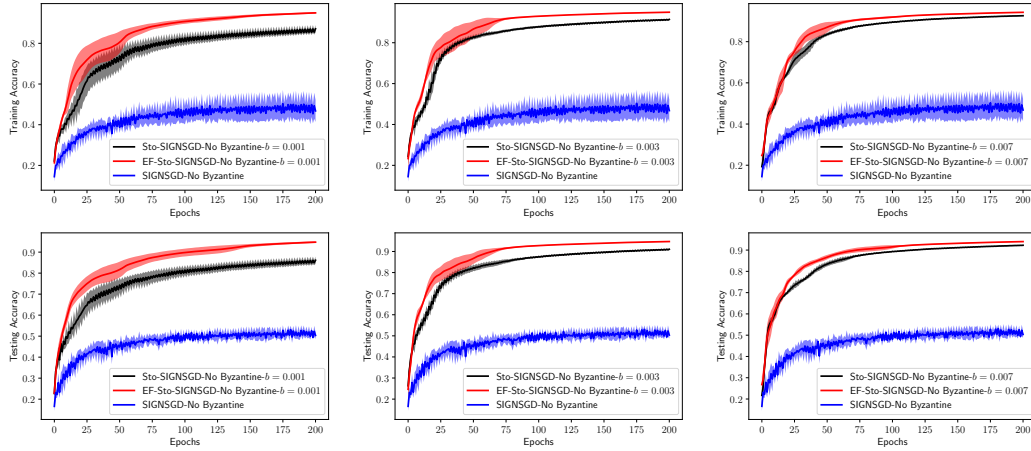 Training Accuracy
0.8
0.6
0.4
0.2
0 25 50 75 100 125 150 175 200
Epochs
Sto-SIGNSGD-No Byzantine-b = 0.001
EF-Sto-SIGNSGD-No Byzantine-b = 0.001
SIGNSGD-No Byzantine
Training Accuracy
0.8
0.6
0.4
0.2
0 25 50 75 100 125 150 175 200
Epochs
Sto-SIGNSGD-No Byzantine-b = 0.003
EF-Sto-SIGNSGD-No Byzantine-b = 0.003
SIGNSGD-No Byzantine
Training Accuracy
0.8
0.6
0.4
0.2
0 25 50 75 100 125 150 175 200
Epochs
Sto-SIGNSGD-No Byzantine-b = 0.007
EF-Sto-SIGNSGD-No Byzantine-b = 0.007
SIGNSGD-No Byzantine
Testing Accuracy
0.9
0.8
0.7
0.6
0.5
0.4
0.3
0.2
0 25 50 75 100 125 150 175 200
Epochs
Sto-SIGNSGD-No Byzantine-b = 0.001
EF-Sto-SIGNSGD-No Byzantine-b = 0.001
SIGNSGD-No Byzantine
Testing Accuracy
0.9
0.8
0.7
0.6
0.5
0.4
0.3
0.2
0 25 50 75 100 125 150 175 200
Epochs
Sto-SIGNSGD-No Byzantine-b = 0.003
EF-Sto-SIGNSGD-No Byzantine-b = 0.003
SIGNSGD-No Byzantine
Testing Accuracy
0.9
0.8
0.7
0.6
0.5
0.4
0.3
0.2
0 25 50 75 100 125 150 175 200
Epochs
Sto-SIGNSGD-No Byzantine-b = 0.007
EF-Sto-SIGNSGD-No Byzantine-b = 0.007
SIGNSGD-No Byzantine